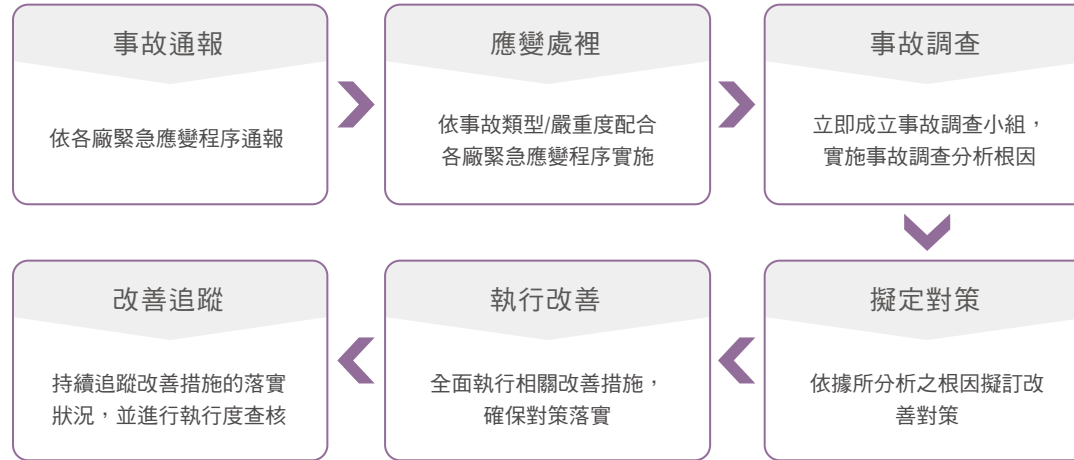 事故通報
依各廠緊急應變程序通報
應變處裡
依事故類型/嚴重度配合
各廠緊急應變程序實施
事故調查
立即成立事故調查小組，
實施事故調查分析根因
擬定對策
依據所分析之根因擬訂改
善對策
執行改善
全面執行相關改善措施，
確保對策落實
改善追蹤
持續追蹤改善措施的落實
狀況，並進行執行度查核